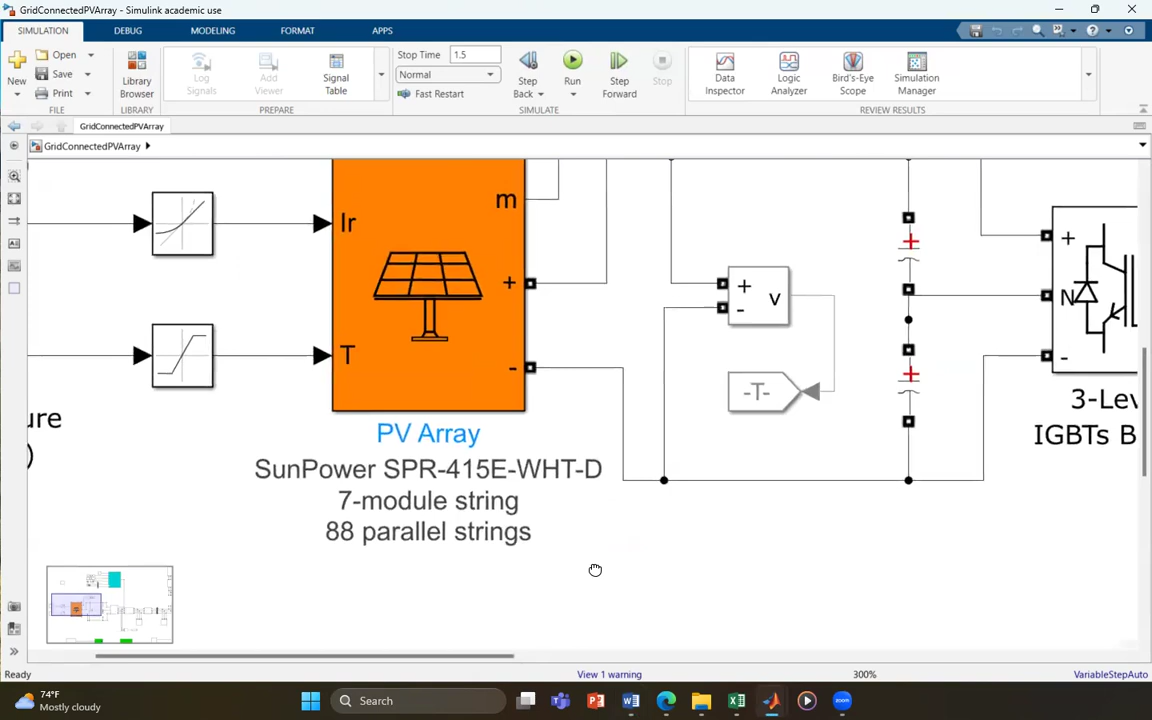 GridConnectedPVArray - Simulink academic use
SIMULATION DEBUG MODELING FORMAT APPS
New
Open
Save
Print
FILE
Library Browser
LIBRARY
Log Signals
Add Viewer
Signal Table
PREPARE
Stop Time 1.5
Normal
Fast Restart
Step Back
Run
Step Forward
Stop
SIMULATE
Data Inspector
Logic Analyzer
Bird's-Eye Scope
Simulation Manager
REVIEW RESULTS
GridConnectedPVArray
GridConnectedPVArray
Ir
T
m
+
-
PV Array
SunPower SPR-415E-WHT-D
7-module string
88 parallel strings
ure
)
+
-
v
-T-
+
+
+
N
-
3-Lev
IGBTs B
Ready
View 1 warning
300%
VariableStepAuto
74°F
Mostly cloudy
Search
zoom